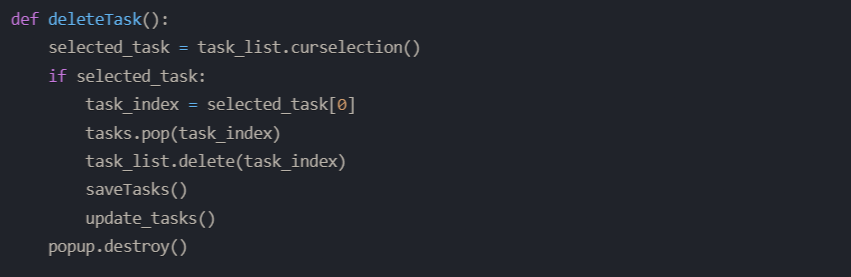 def deleteTask():
    selected_task = task_list.curselection()
    if selected_task:
        task_index = selected_task[0]
        tasks.pop(task_index)
        task_list.delete(task_index)
        saveTasks()
        update_tasks()
    popup.destroy()